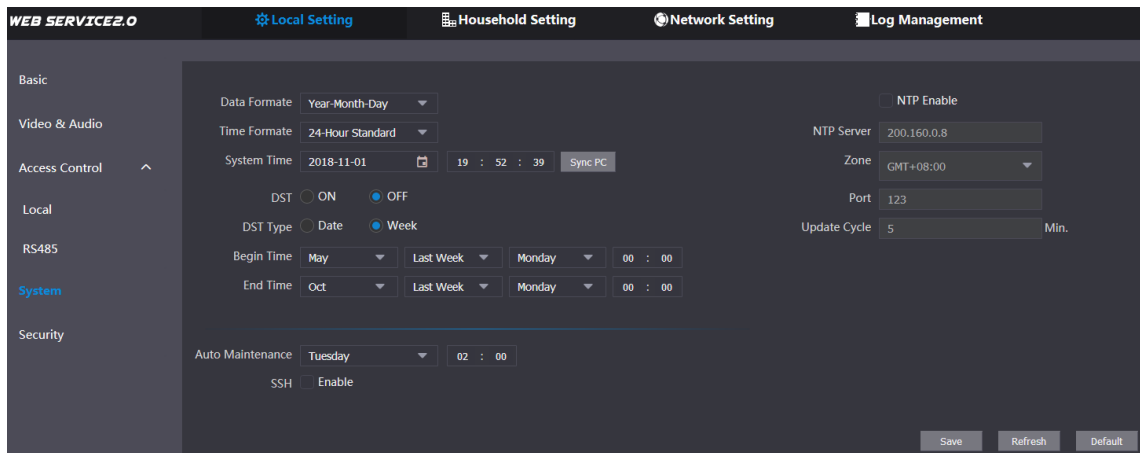 WEB SERVICE2.0 Local Setting Household Setting Network Setting Log Management
Basic
Video & Audio
Access Control
Local
RS485
System
Security
Data Formate Year-Month-Day
Time Formate 24-Hour Standard
System Time 2018-11-01 19 : 52 : 39 Sync PC
DST ON OFF
DST Type Date Week
Begin Time May Last Week Monday 00 : 00
End Time Oct Last Week Monday 00 : 00
Auto Maintenance Tuesday 02 : 00
SSH Enable
NTP Enable
NTP Server 200.160.0.8
Zone GMT+08:00
Port 123
Update Cycle 5 Min.
Save Refresh Default